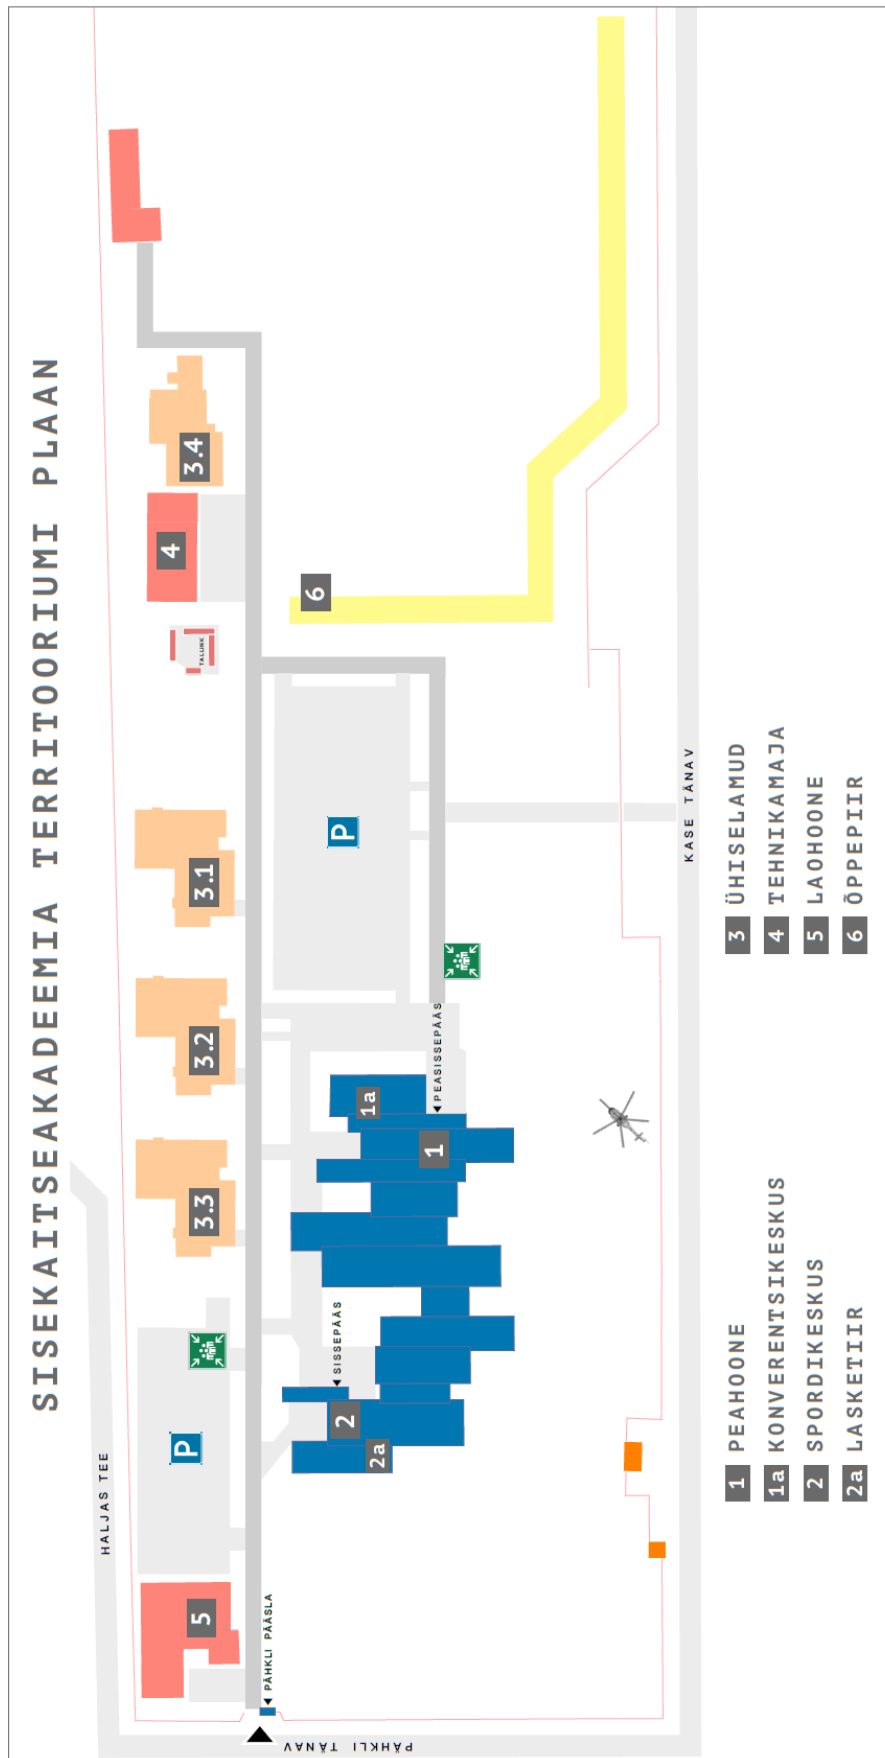 SISEKAITSEAKADEEMIA TERRITOORIUMI PLAAN
HALJAS TEE
5
P
3.3
3.2
3.1
TALUNK
4
3.4
PÄHKLI PÄÄSLA
PÄHKLI TÄNAV
2a
2
SISSEPÄÄS
1
1a
PEASISSEPÄÄS
P
6
KASE TÄNAV
1 PEAHOONE
1a KONVERENTSIKESKUS
2 SPORDIKESKUS
2a LASKETIIR
3 ÜHISELAMUD
4 TEHNIKAMAJA
5 LAOHOONE
6 ÕPPEPIIR